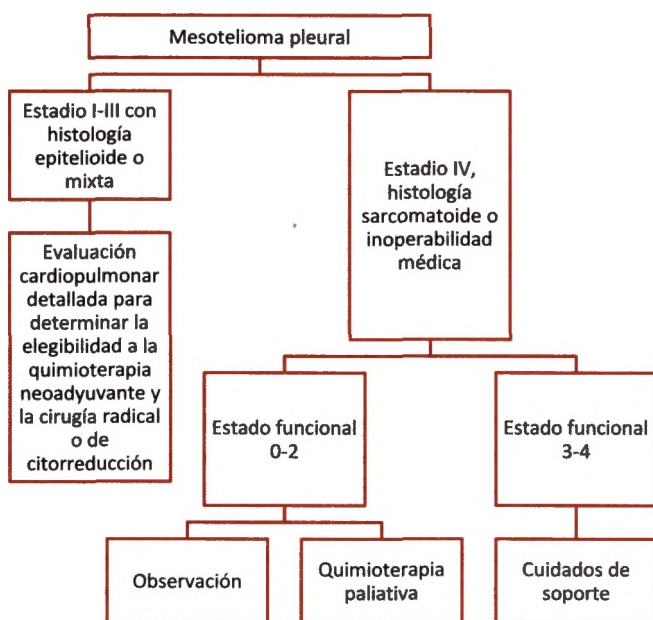 Mesotelioma pleural
Estadio I-III con
histología
epitelioide o
mixta
Estadio IV,
histología
sarcomatoide o
inoperabilidad
médica
Evaluación
cardiopulmonar
detallada para
determinar la
elegibilidad a la
quimioterapia
neoadyuvante y
la cirugía radical
o de
citorreducción
Estado funcional
0-2
Estado funcional
3-4
Observación
Quimioterapia
paliativa
Cuidados de
soporte